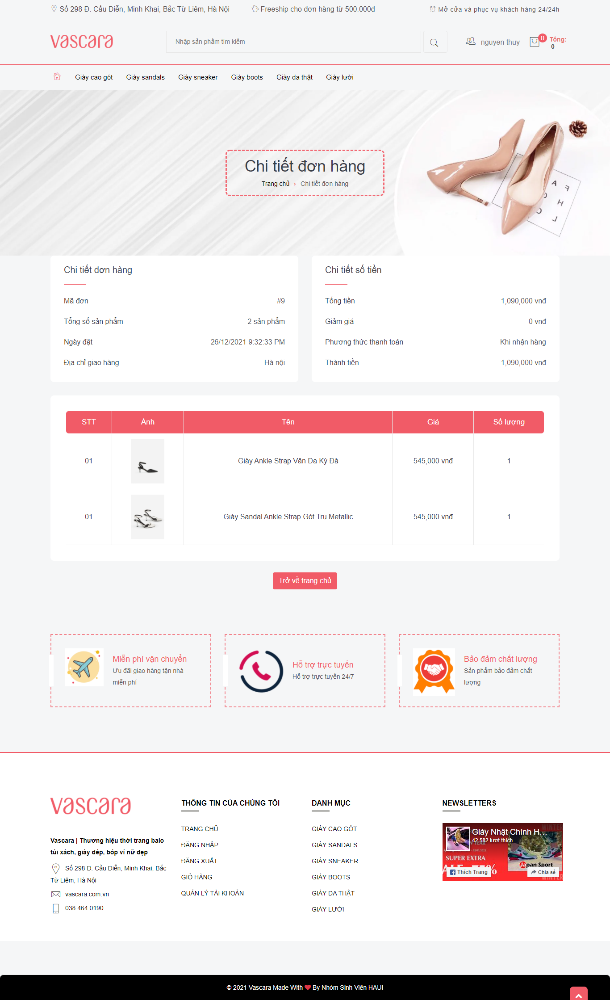 Số 298 Đ. Cầu Diễn, Minh Khai, Bắc Từ Liêm, Hà Nội
Freeship cho đơn hàng từ 500.000đ
Mở cửa và phục vụ khách hàng 24/24h
vascara
Nhập sản phẩm tìm kiếm
nguyen thuy
0
Tổng:
0
Giày cao gót
Giày sandals
Giày sneaker
Giày boots
Giày da thật
Giày lười
Chi tiết đơn hàng
Trang chủ > Chi tiết đơn hàng
Chi tiết đơn hàng
Mã đơn #9
Tổng số sản phẩm 2 sản phẩm
Ngày đặt 26/12/2021 9:32:33 PM
Địa chỉ giao hàng Hà nội
Chi tiết số tiền
Tổng tiền 1,090,000 vnđ
Giảm giá 0 vnđ
Phương thức thanh toán Khi nhận hàng
Thành tiền 1,090,000 vnđ
STT Ảnh Tên Giá Số lượng
01 Giày Ankle Strap Vân Da Kỳ Đà 545,000 vnđ 1
01 Giày Sandal Ankle Strap Gót Trụ Metallic 545,000 vnđ 1
Trở về trang chủ
Miễn phí vận chuyển
Ưu đãi giao hàng tận nhà
miễn phí
Hỗ trợ trực tuyến
Hỗ trợ trực tuyến 24/7
Bảo đảm chất lượng
Sản phẩm bảo đảm chất
lượng
vascara
Vascara | Thương hiệu thời trang balo
túi xách, giày dép, bóp ví nữ đẹp
Số 298 Đ. Cầu Diễn, Minh Khai, Bắc
Từ Liêm, Hà Nội
vascara.com.vn
038.464.0190
THÔNG TIN CỦA CHÚNG TÔI
TRANG CHỦ
ĐĂNG NHẬP
ĐĂNG XUẤT
GIỎ HÀNG
QUẢN LÝ TÀI KHOẢN
DANH MỤC
GIÀY CAO GÓT
GIÀY SANDALS
GIÀY SNEAKER
GIÀY BOOTS
GIÀY DA THẬT
GIÀY LƯỜI
NEWSLETTERS
WINTER
Giày Nhật Chính H...
42.582 lượt thích
SUPER EXTRA
Japan Sport
Thích Trang
Chia sẻ
WINTER
© 2021 Vascara Made With ❤ By Nhóm Sinh Viên HAUI